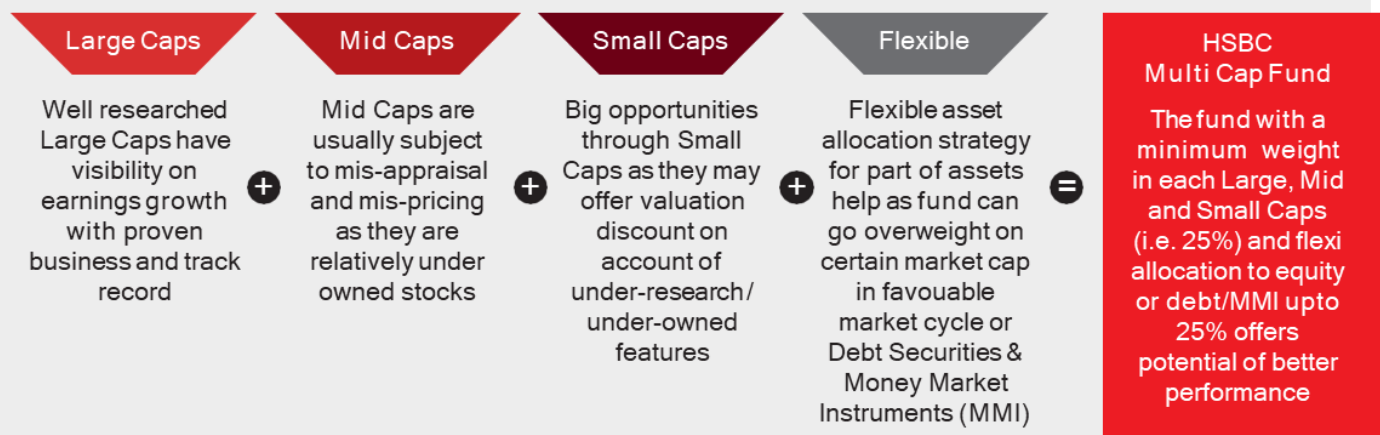 Large Caps
Well researched
Large Caps have
visibility on
earnings growth
with proven
business and track
record
+
Mid Caps
Mid Caps are
usually subject
to mis-appraisal
and mis-pricing
as they are
relatively under
owned stocks
+
Small Caps
Big opportunities
through Small
Caps as they may
offer valuation
discount on
account of
under-research/
under-owned
features
+
Flexible
Flexible asset
allocation strategy
for part of assets
help as fund can
go overweight on
certain market cap
in favouable
market cycle or
Debt Securities &
Money Market
Instruments (MMI)
=
HSBC
Multi Cap Fund
The fund with a
minimum weight
in each Large, Mid
and Small Caps
(i.e. 25%) and flexi
allocation to equity
or debt/MMI upto
25% offers
potential of better
performance